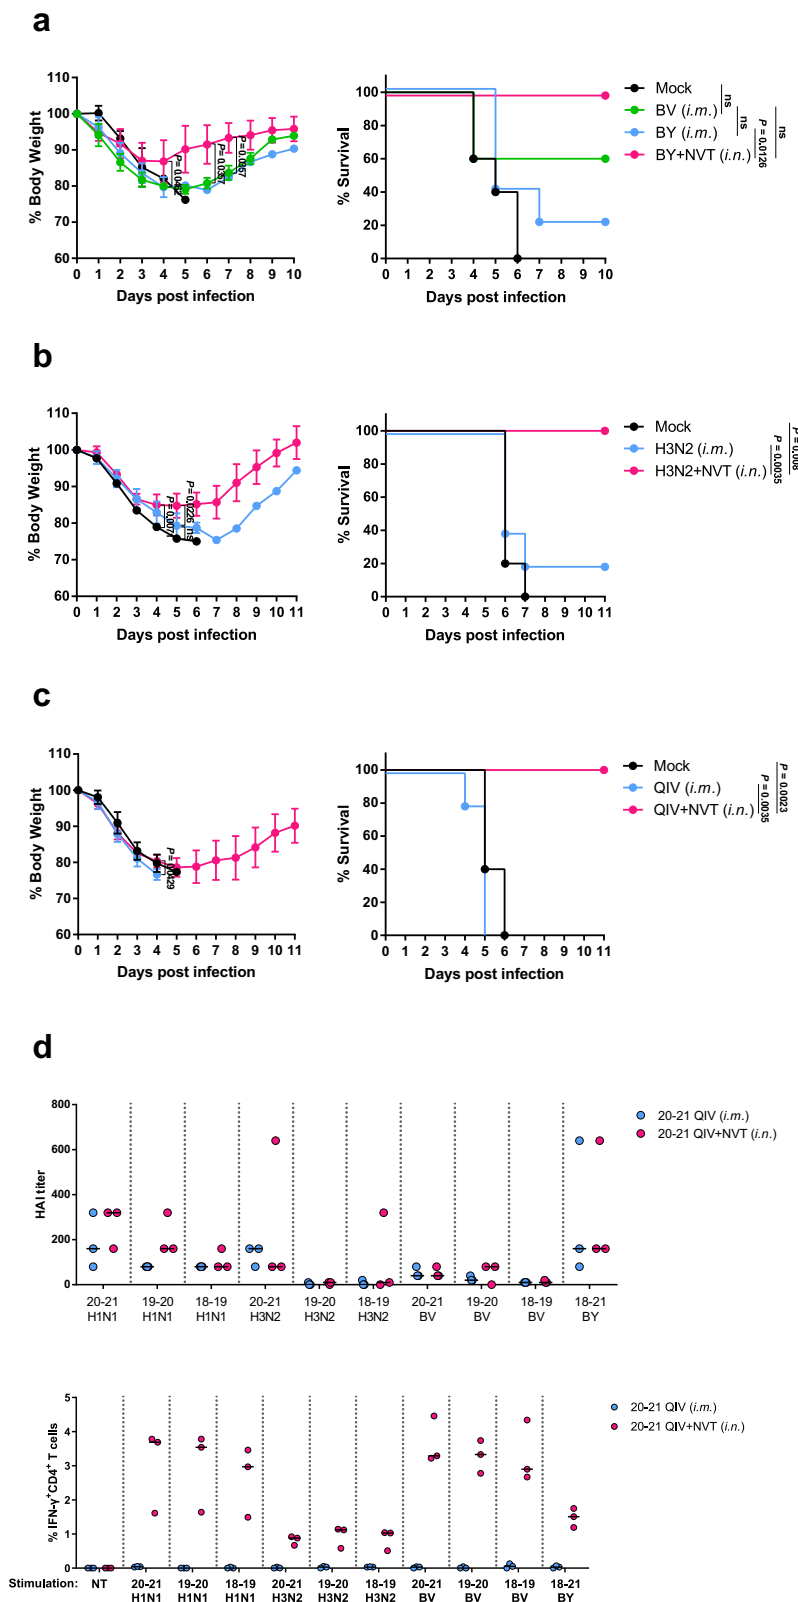 a
110
100
90
80
70
60
% Body Weight
0 1 2 3 4 5 6 7 8 9 10
Days post infection
P = 0.0357
100
80
60
40
20
0
% Survival
0 1 2 3 4 5 6 7 8 9 10
Days post infection
Mock
BV (i.m.)
BY (i.m.)
BY+NVT (i.n.)
ns
ns
P = 0.0126
ns
b
110
100
90
80
70
60
% Body Weight
0 1 2 3 4 5 6 7 8 9 10 11
Days post infection
P = 0.0071
P = 0.0226
ns
100
80
60
40
20
0
% Survival
0 1 2 3 4 5 6 7 8 9 10 11
Days post infection
Mock
H3N2 (i.m.)
H3N2+NVT (i.n.)
P = 0.0035
P = 0.008
c
110
100
90
80
70
60
% Body Weight
0 1 2 3 4 5 6 7 8 9 10 11
Days post infection
P = 0.0429
100
80
60
40
20
0
% Survival
0 1 2 3 4 5 6 7 8 9 10 11
Days post infection
Mock
QIV (i.m.)
QIV+NVT (i.n.)
P = 0.0035
P = 0.0023
d
800
600
400
200
0
HAI titer
20-21 19-20 18-19 20-21 19-20 18-19 20-21 19-20 18-19 18-21
H1N1 H1N1 H1N1 H3N2 H3N2 H3N2 BV BV BV BY
20-21 QIV (i.m.)
20-21 QIV+NVT (i.n.)
5
4
3
2
1
0
% IFN-γ+CD4+ T cells
Stimulation: NT 20-21 19-20 18-19 20-21 19-20 18-19 20-21 19-20 18-19 18-21
H1N1 H1N1 H1N1 H3N2 H3N2 H3N2 BV BV BV BY
20-21 QIV (i.m.)
20-21 QIV+NVT (i.n.)